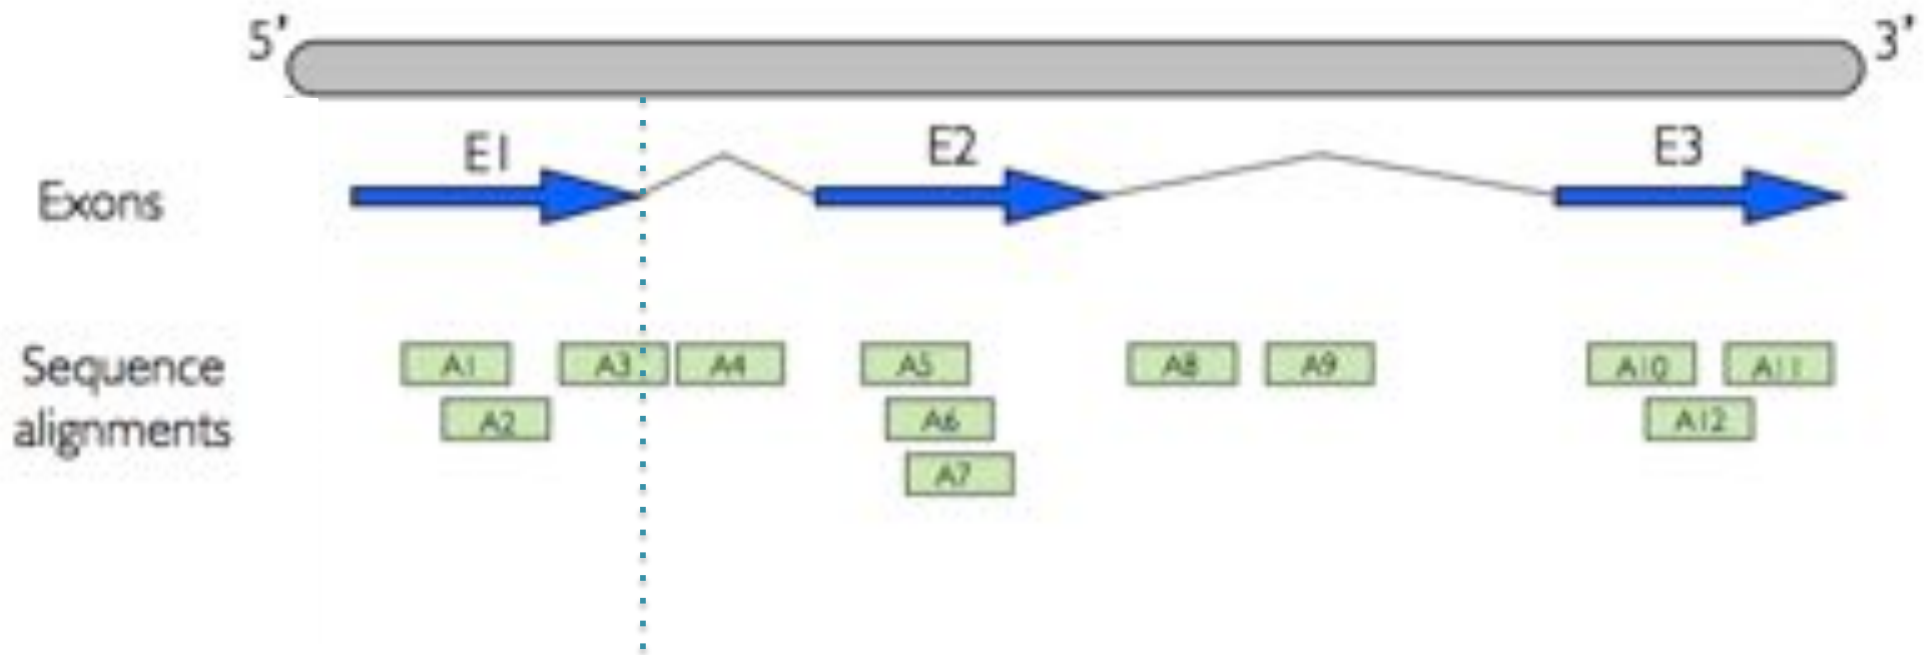 5' 3'
E1 E2 E3
Exons
Sequence
alignments
A1 A3 A4 A5 A8 A9 A10 A11
A2 A6 A12
A7